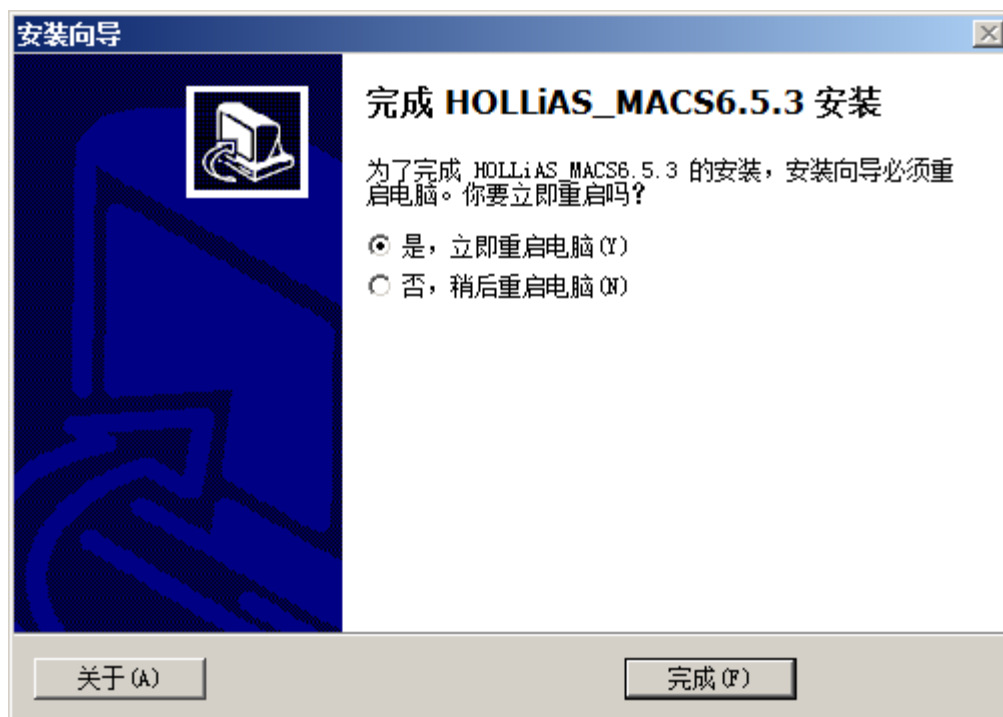 安装向导
完成 HOLLiAS_MACS6.5.3 安装
为了完成 HOLLiAS_MACS6.5.3 的安装，安装向导必须重
启电脑。你要立即重启吗？
是，立即重启电脑(Y)
否，稍后重启电脑(N)
关于(A)
完成(F)